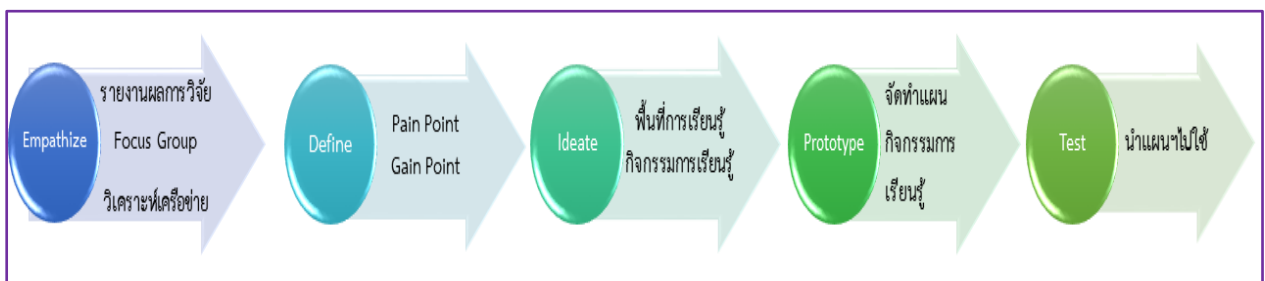 Empathize
รายงานผลการวิจัย
Focus Group
วิเคราะห์เครือข่าย
Define
Pain Point
Gain Point
Ideate
พื้นที่การเรียนรู้
กิจกรรมการเรียนรู้
Prototype
จัดทำแผน
กิจกรรมการ
เรียนรู้
Test
นำแผนฯไปใช้